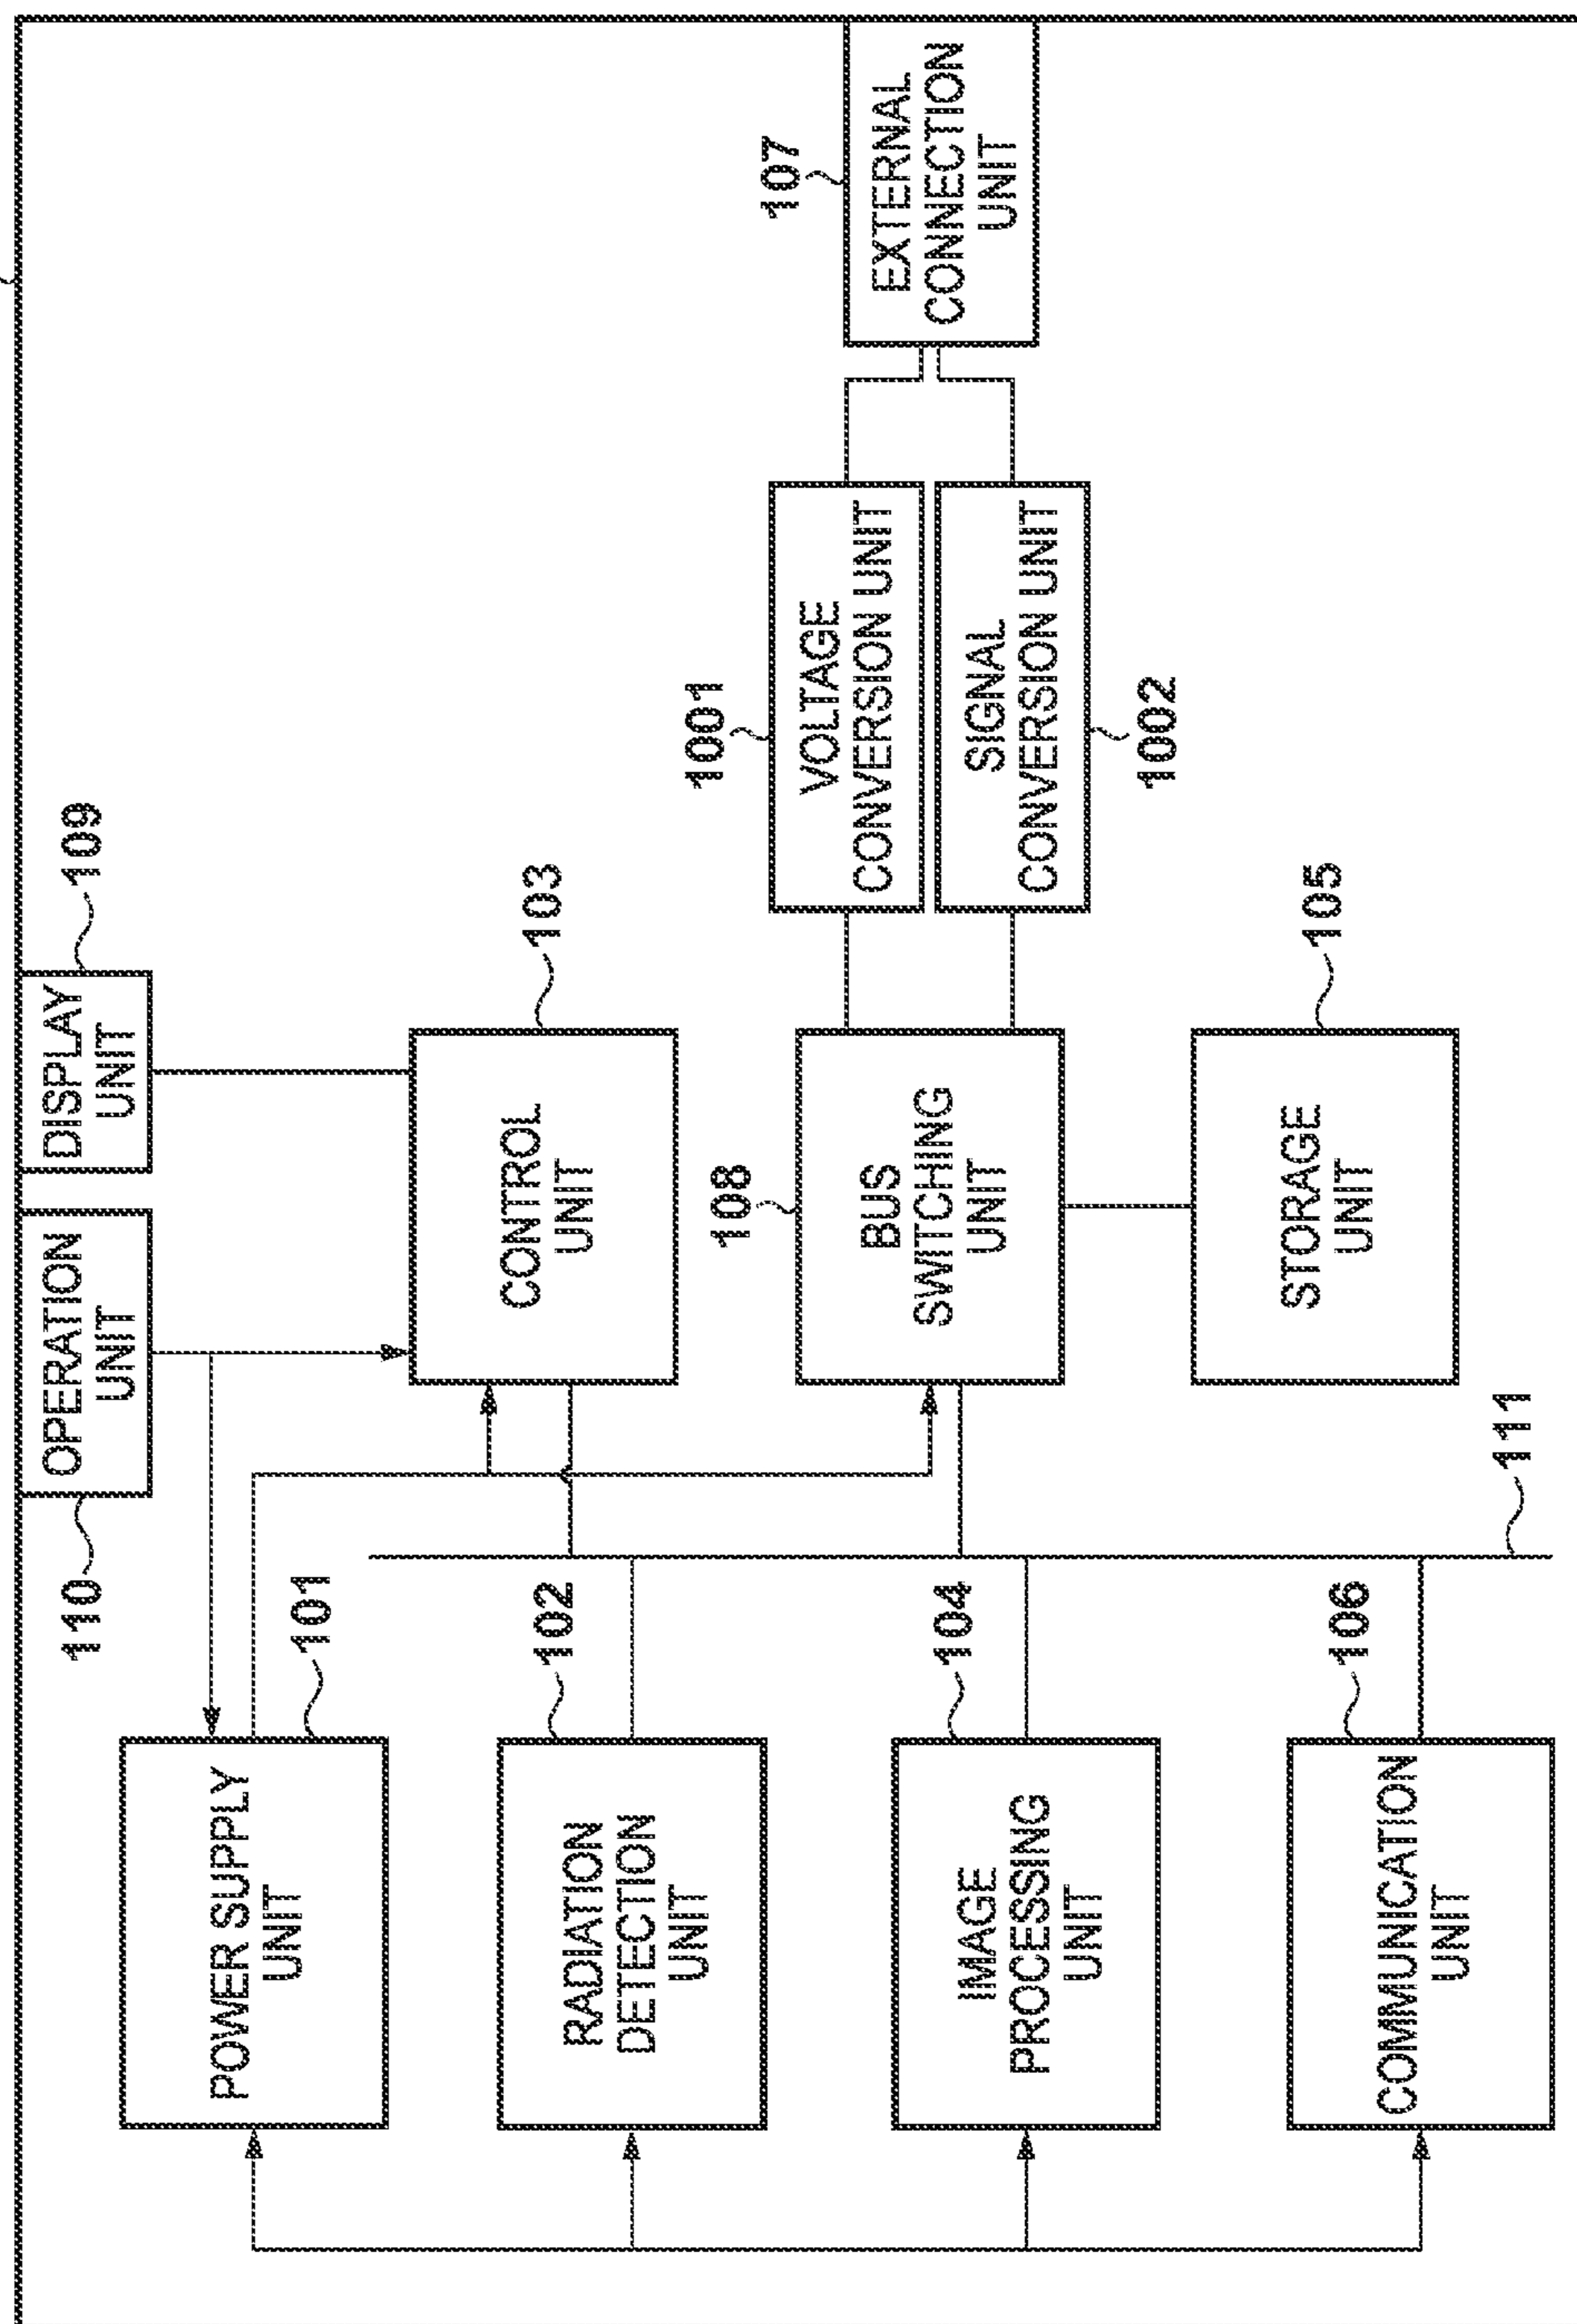 110
OPERATION
UNIT
DISPLAY
UNIT
109
POWER SUPPLY
UNIT
101
CONTROL
UNIT
103
RADIATION
DETECTION
UNIT
102
108
BUS
SWITCHING
UNIT
1001
VOLTAGE
CONVERSION UNIT
SIGNAL
CONVERSION UNIT
1002
107
EXTERNAL
CONNECTION
UNIT
IMAGE
PROCESSING
UNIT
104
STORAGE
UNIT
105
COMMUNICATION
UNIT
106
111